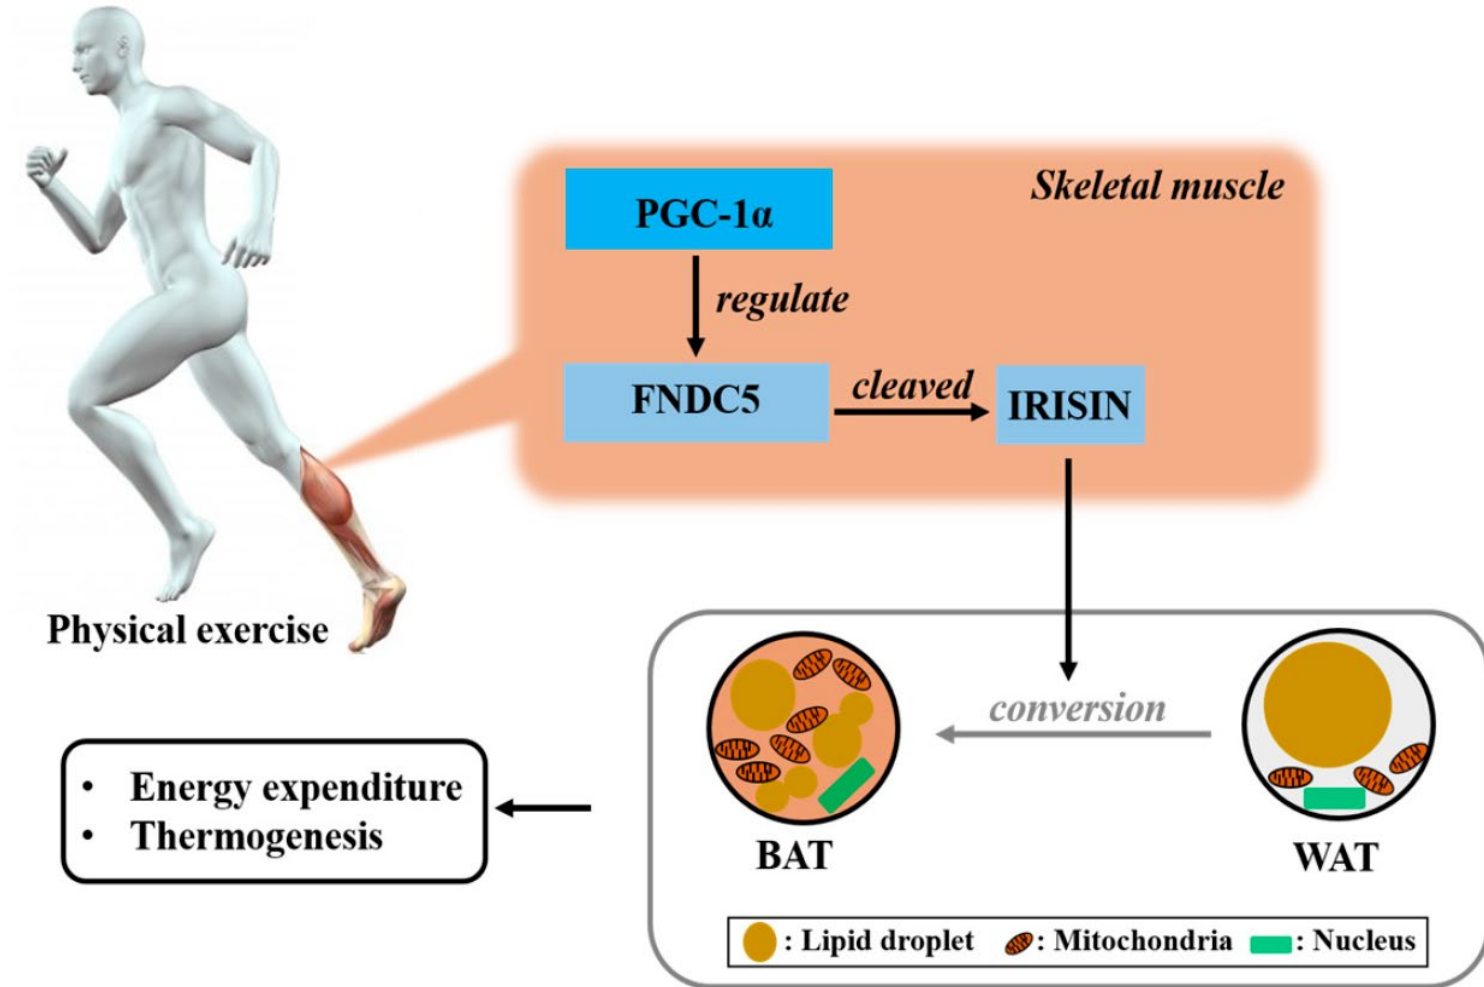 Skeletal muscle
PGC-1α
regulate
FNDC5
cleaved
IRISIN
Physical exercise
conversion
• Energy expenditure
• Thermogenesis
BAT
WAT
: Lipid droplet : Mitochondria : Nucleus